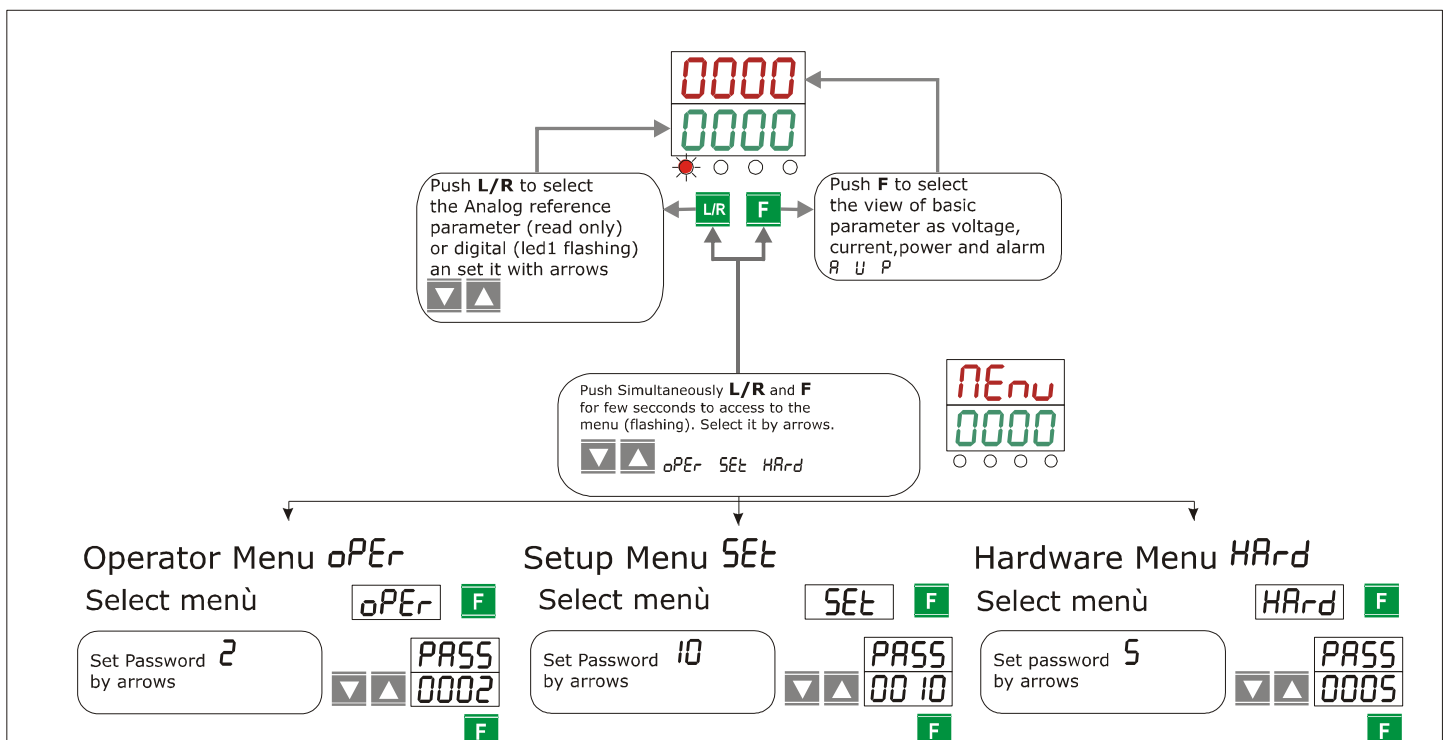 0000
0000
Push L/R to select
the Analog reference
parameter (read only)
or digital (led1 flashing)
an set it with arrows
L/R
F
Push F to select
the view of basic
parameter as voltage,
current,power and alarm
A U P
Push Simultaneously L/R and F
for few secconds to access to the
menu (flashing). Select it by arrows.
oPEr SEt HArd
MEnu
0000
Operator Menu oPEr
Select menù
oPEr
F
Set Password 2
by arrows
PASS
0002
F
Setup Menu SEt
Select menù
SEt
F
Set Password 10
by arrows
PASS
0010
F
Hardware Menu HArd
Select menù
HArd
F
Set password 5
by arrows
PASS
0005
F